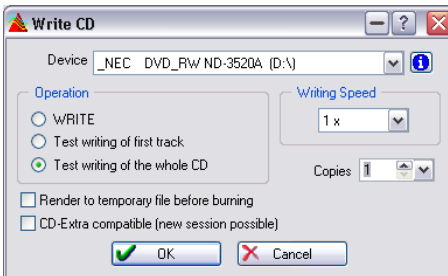 Write CD
Device _NEC DVD_RW ND-3520A (D:\)
Operation
WRITE
Test writing of first track
Test writing of the whole CD
Writing Speed
1 x
Copies 1
Render to temporary file before burning
CD-Extra compatible (new session possible)
OK Cancel